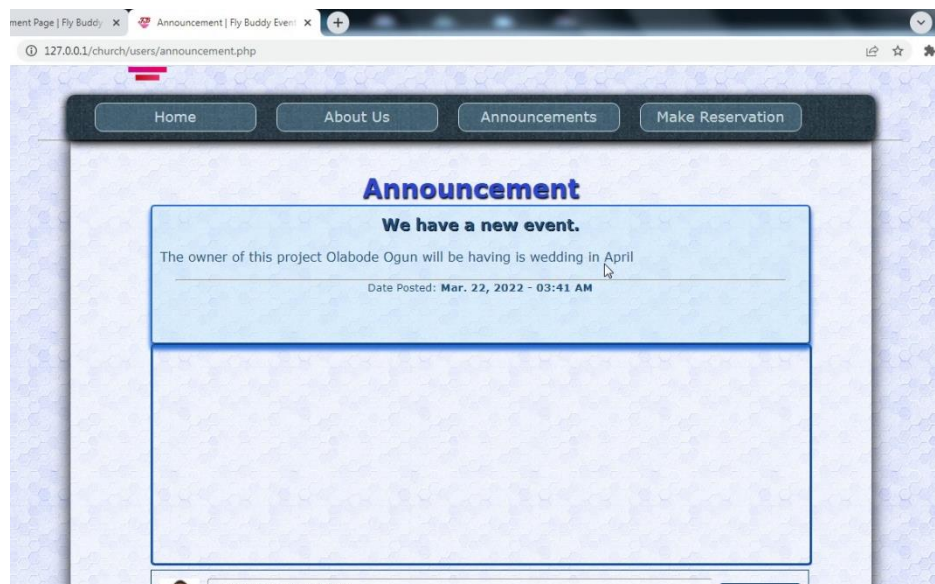 ment Page | Fly Buddy
Announcement | Fly Buddy Event
127.0.0.1/church/users/announcement.php
Home
About Us
Announcements
Make Reservation
Announcement
We have a new event.
The owner of this project Olabode Ogun will be having is wedding in April
Date Posted: Mar. 22, 2022 - 03:41 AM